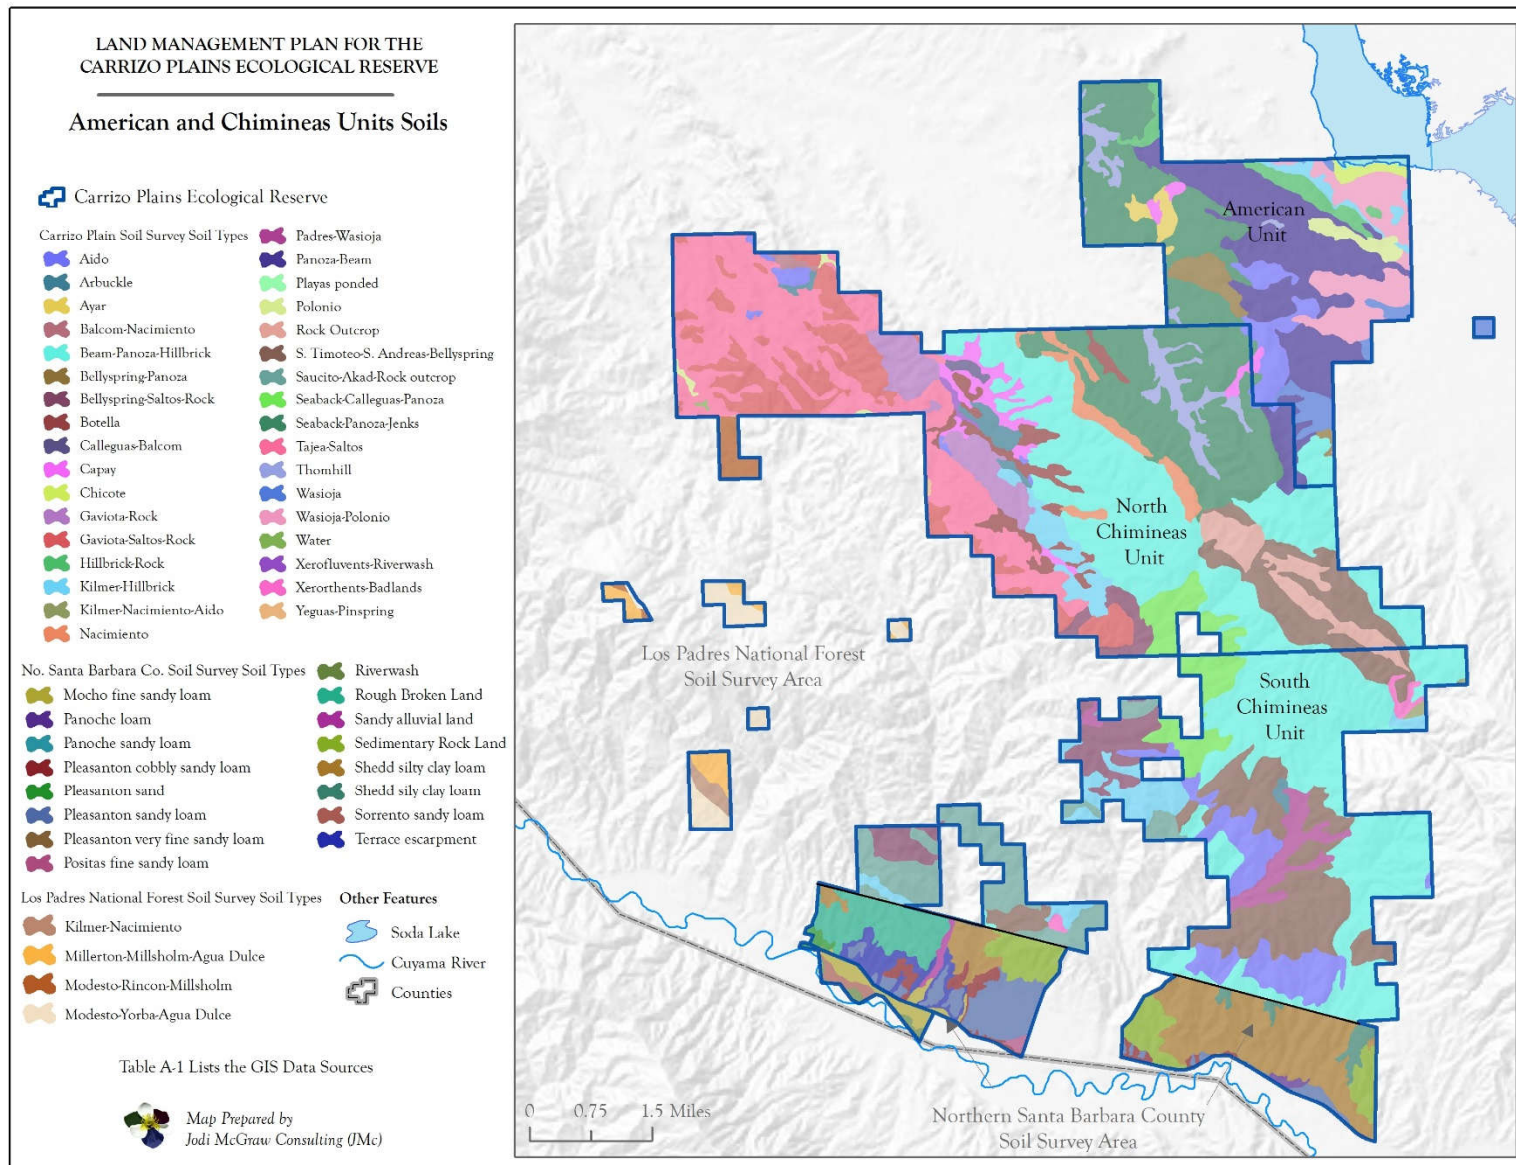 LAND MANAGEMENT PLAN FOR THE
CARRIZO PLAINS ECOLOGICAL RESERVE
American and Chimineas Units Soils
Carrizo Plains Ecological Reserve
Carrizo Plain Soil Survey Soil Types
Aido
Arbuckle
Ayar
Balcom-Nacimiento
Beam-Panoza-Hillbrick
Bellyspring-Panoza
Bellyspring-Saltos-Rock
Botella
Calleguas-Balcom
Capay
Chicote
Gaviota-Rock
Gaviota-Saltos-Rock
Hillbrick-Rock
Kilmer-Hillbrick
Kilmer-Nacimiento-Aido
Nacimiento
Padres-Wasioja
Panoza-Beam
Playas ponded
Polonio
Rock Outcrop
S. Timoteo-S. Andreas-Bellyspring
Saucito-Akad-Rock outcrop
Seaback-Calleguas-Panoza
Seaback-Panoza-Jenks
Tajea-Saltos
Thomhill
Wasioja
Wasioja-Polonio
Water
Xerofluvents-Riverwash
Xerorthents-Badlands
Yeguas-Pinspring
No. Santa Barbara Co. Soil Survey Soil Types
Mocho fine sandy loam
Panoche loam
Panoche sandy loam
Pleasanton cobbly sandy loam
Pleasanton sand
Pleasanton sandy loam
Pleasanton very fine sandy loam
Positas fine sandy loam
Riverwash
Rough Broken Land
Sandy alluvial land
Sedimentary Rock Land
Shedd silty clay loam
Shedd sily clay loam
Sorrento sandy loam
Terrace escarpment
Los Padres National Forest Soil Survey Soil Types
Kilmer-Nacimiento
Millerton-Millsholm-Agua Dulce
Modesto-Rincon-Millsholm
Modesto-Yorba-Agua Dulce
Other Features
Soda Lake
Cuyama River
Counties
Table A-1 Lists the GIS Data Sources
Map Prepared by
Jodi McGraw Consulting (JMc)
American
Unit
North
Chimineas
Unit
Los Padres National Forest
Soil Survey Area
South
Chimineas
Unit
0 0.75 1.5 Miles
Northern Santa Barbara County
Soil Survey Area